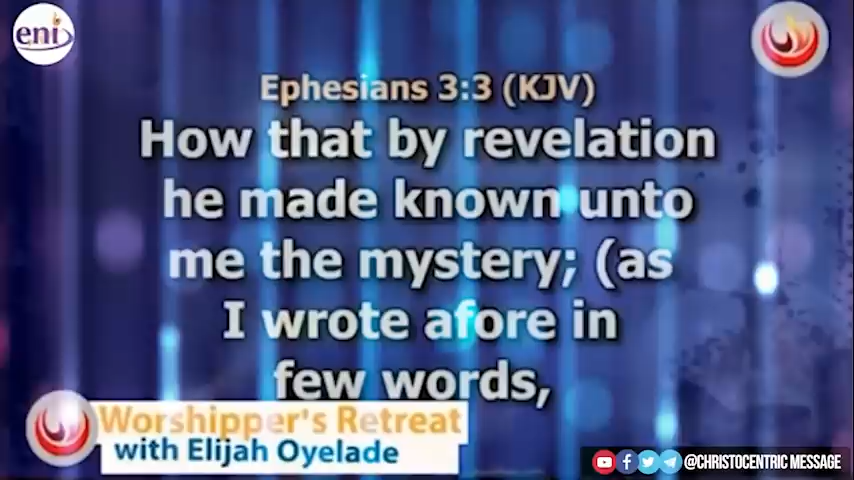 eni
Ephesians 3:3 (KJV)
How that by revelation
he made known unto
me the mystery; (as
I wrote afore in
few words,
Worshipper's Retreat
with Elijah Oyelade
@CHRISTOCENTRIC MESSAGE